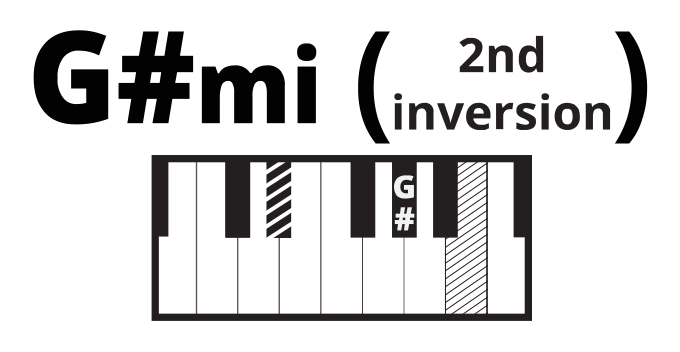 G#mi (2nd
inversion)
G
#